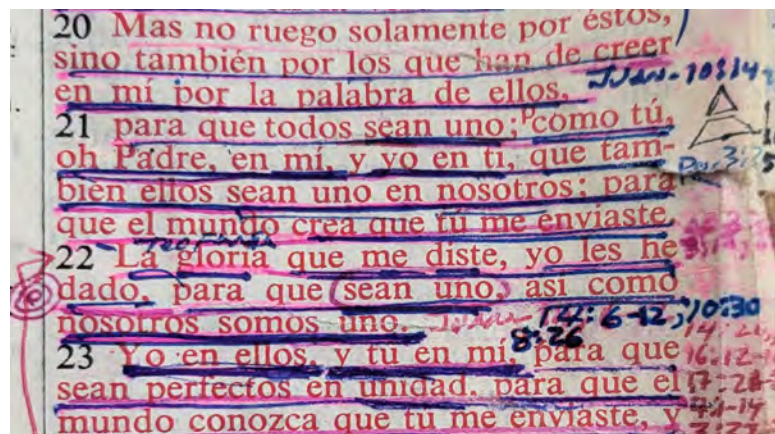 20 Mas no ruego solamente por éstos,
sino también por los que han de creer
en mí por la palabra de ellos,
Juan-10:14
21 para que todos sean uno; como tú,
oh Padre, en mí, y yo en ti, que tam-
bién ellos sean uno en nosotros; para
que el mundo crea que tú me enviaste.
22 La gloria que me diste, yo les he
dado, para que sean uno, así como
nosotros somos uno. 14:6-12; 10:30
8:26
23 Yo en ellos, y tú en mí, para que
sean perfectos en unidad, para que el
mundo conozca que tú me enviaste, y